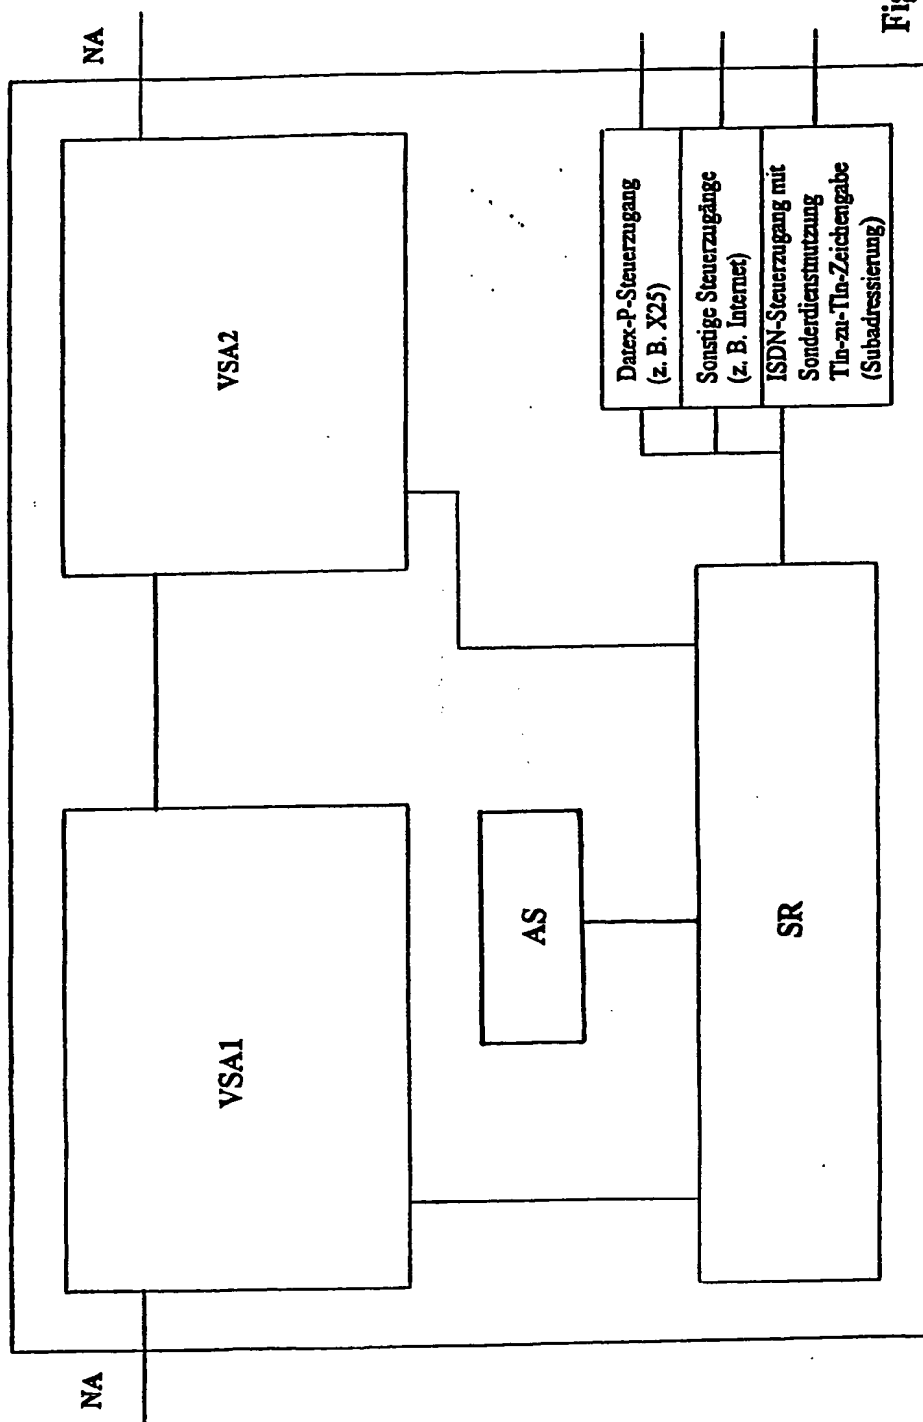 NA
NA
VSA1
VSA2
AS
SR
Datex-P-Steuerzugang
(z. B. X25)
Sonstige Steuerzugänge
(z. B. Internet)
ISDN-Steuerzugang mit
Sonderdienstnutzung
Tln-zu-Tln-Zeichengabe
(Subadressierung)
Fig